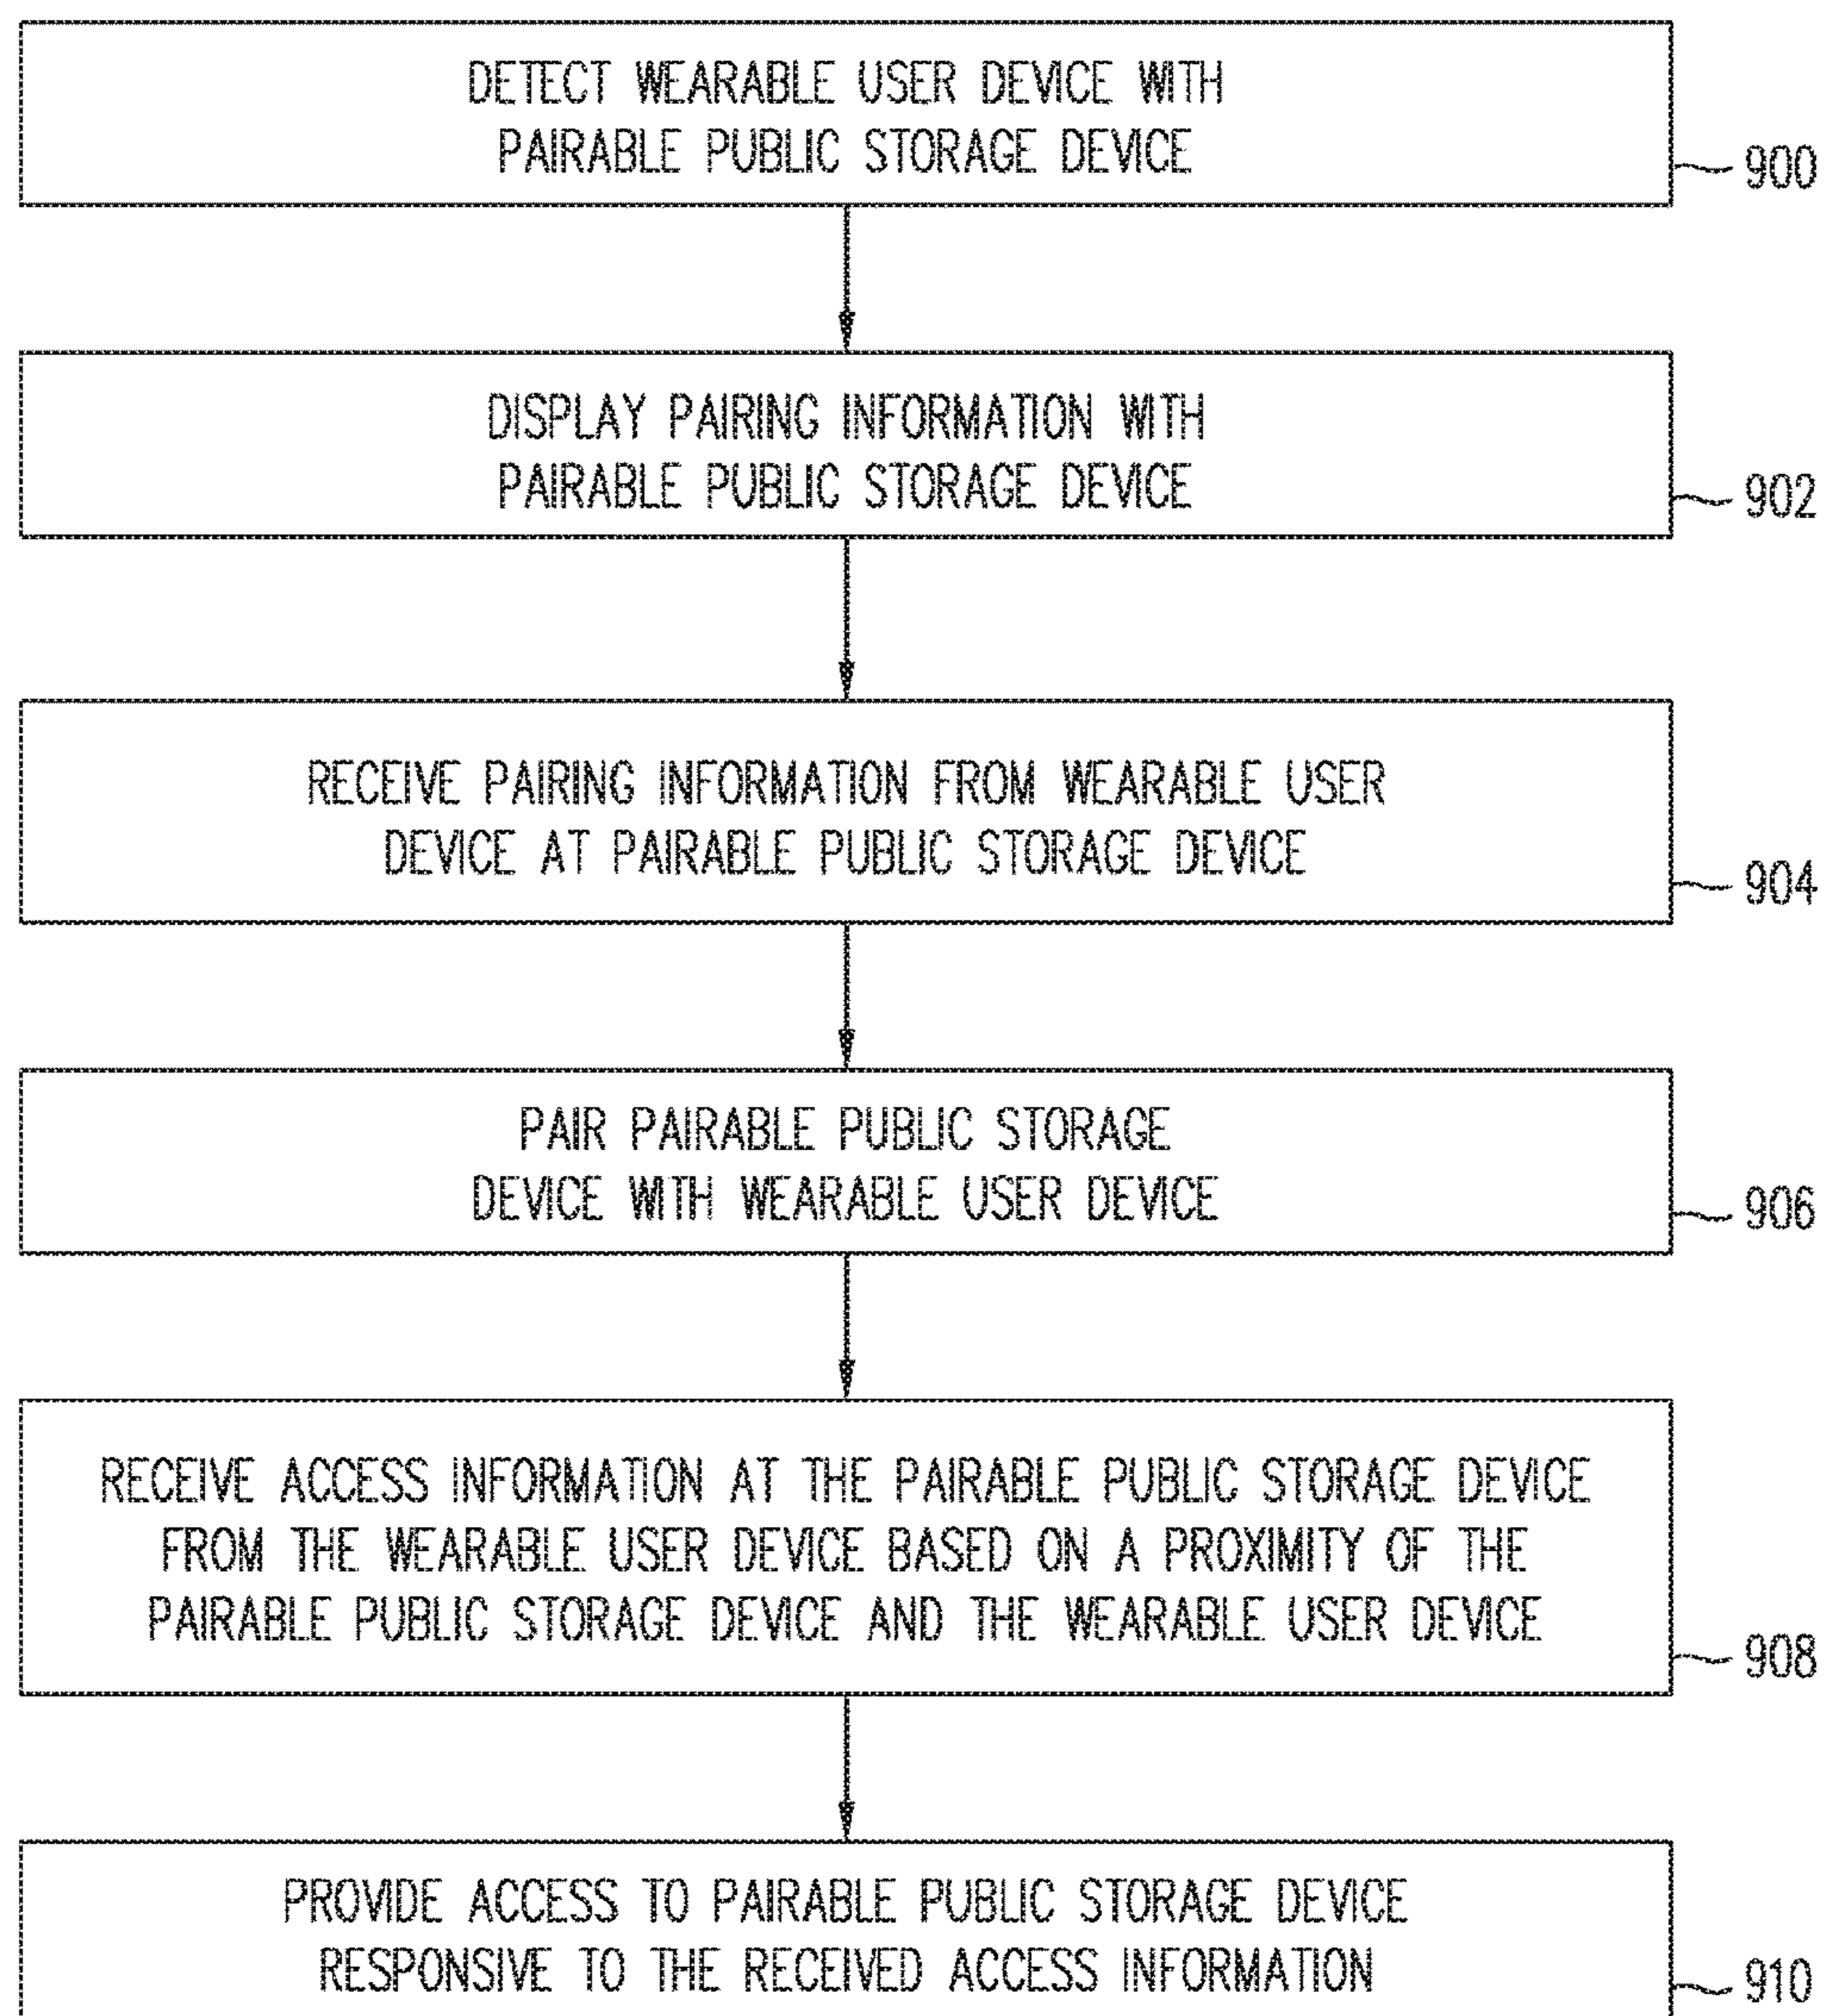 DETECT WEARABLE USER DEVICE WITH
PAIRABLE PUBLIC STORAGE DEVICE
900
DISPLAY PAIRING INFORMATION WITH
PAIRABLE PUBLIC STORAGE DEVICE
902
RECEIVE PAIRING INFORMATION FROM WEARABLE USER
DEVICE AT PAIRABLE PUBLIC STORAGE DEVICE
904
PAIR PAIRABLE PUBLIC STORAGE
DEVICE WITH WEARABLE USER DEVICE
906
RECEIVE ACCESS INFORMATION AT THE PAIRABLE PUBLIC STORAGE DEVICE
FROM THE WEARABLE USER DEVICE BASED ON A PROXIMITY OF THE
PAIRABLE PUBLIC STORAGE DEVICE AND THE WEARABLE USER DEVICE
908
PROVIDE ACCESS TO PAIRABLE PUBLIC STORAGE DEVICE
RESPONSIVE TO THE RECEIVED ACCESS INFORMATION
910